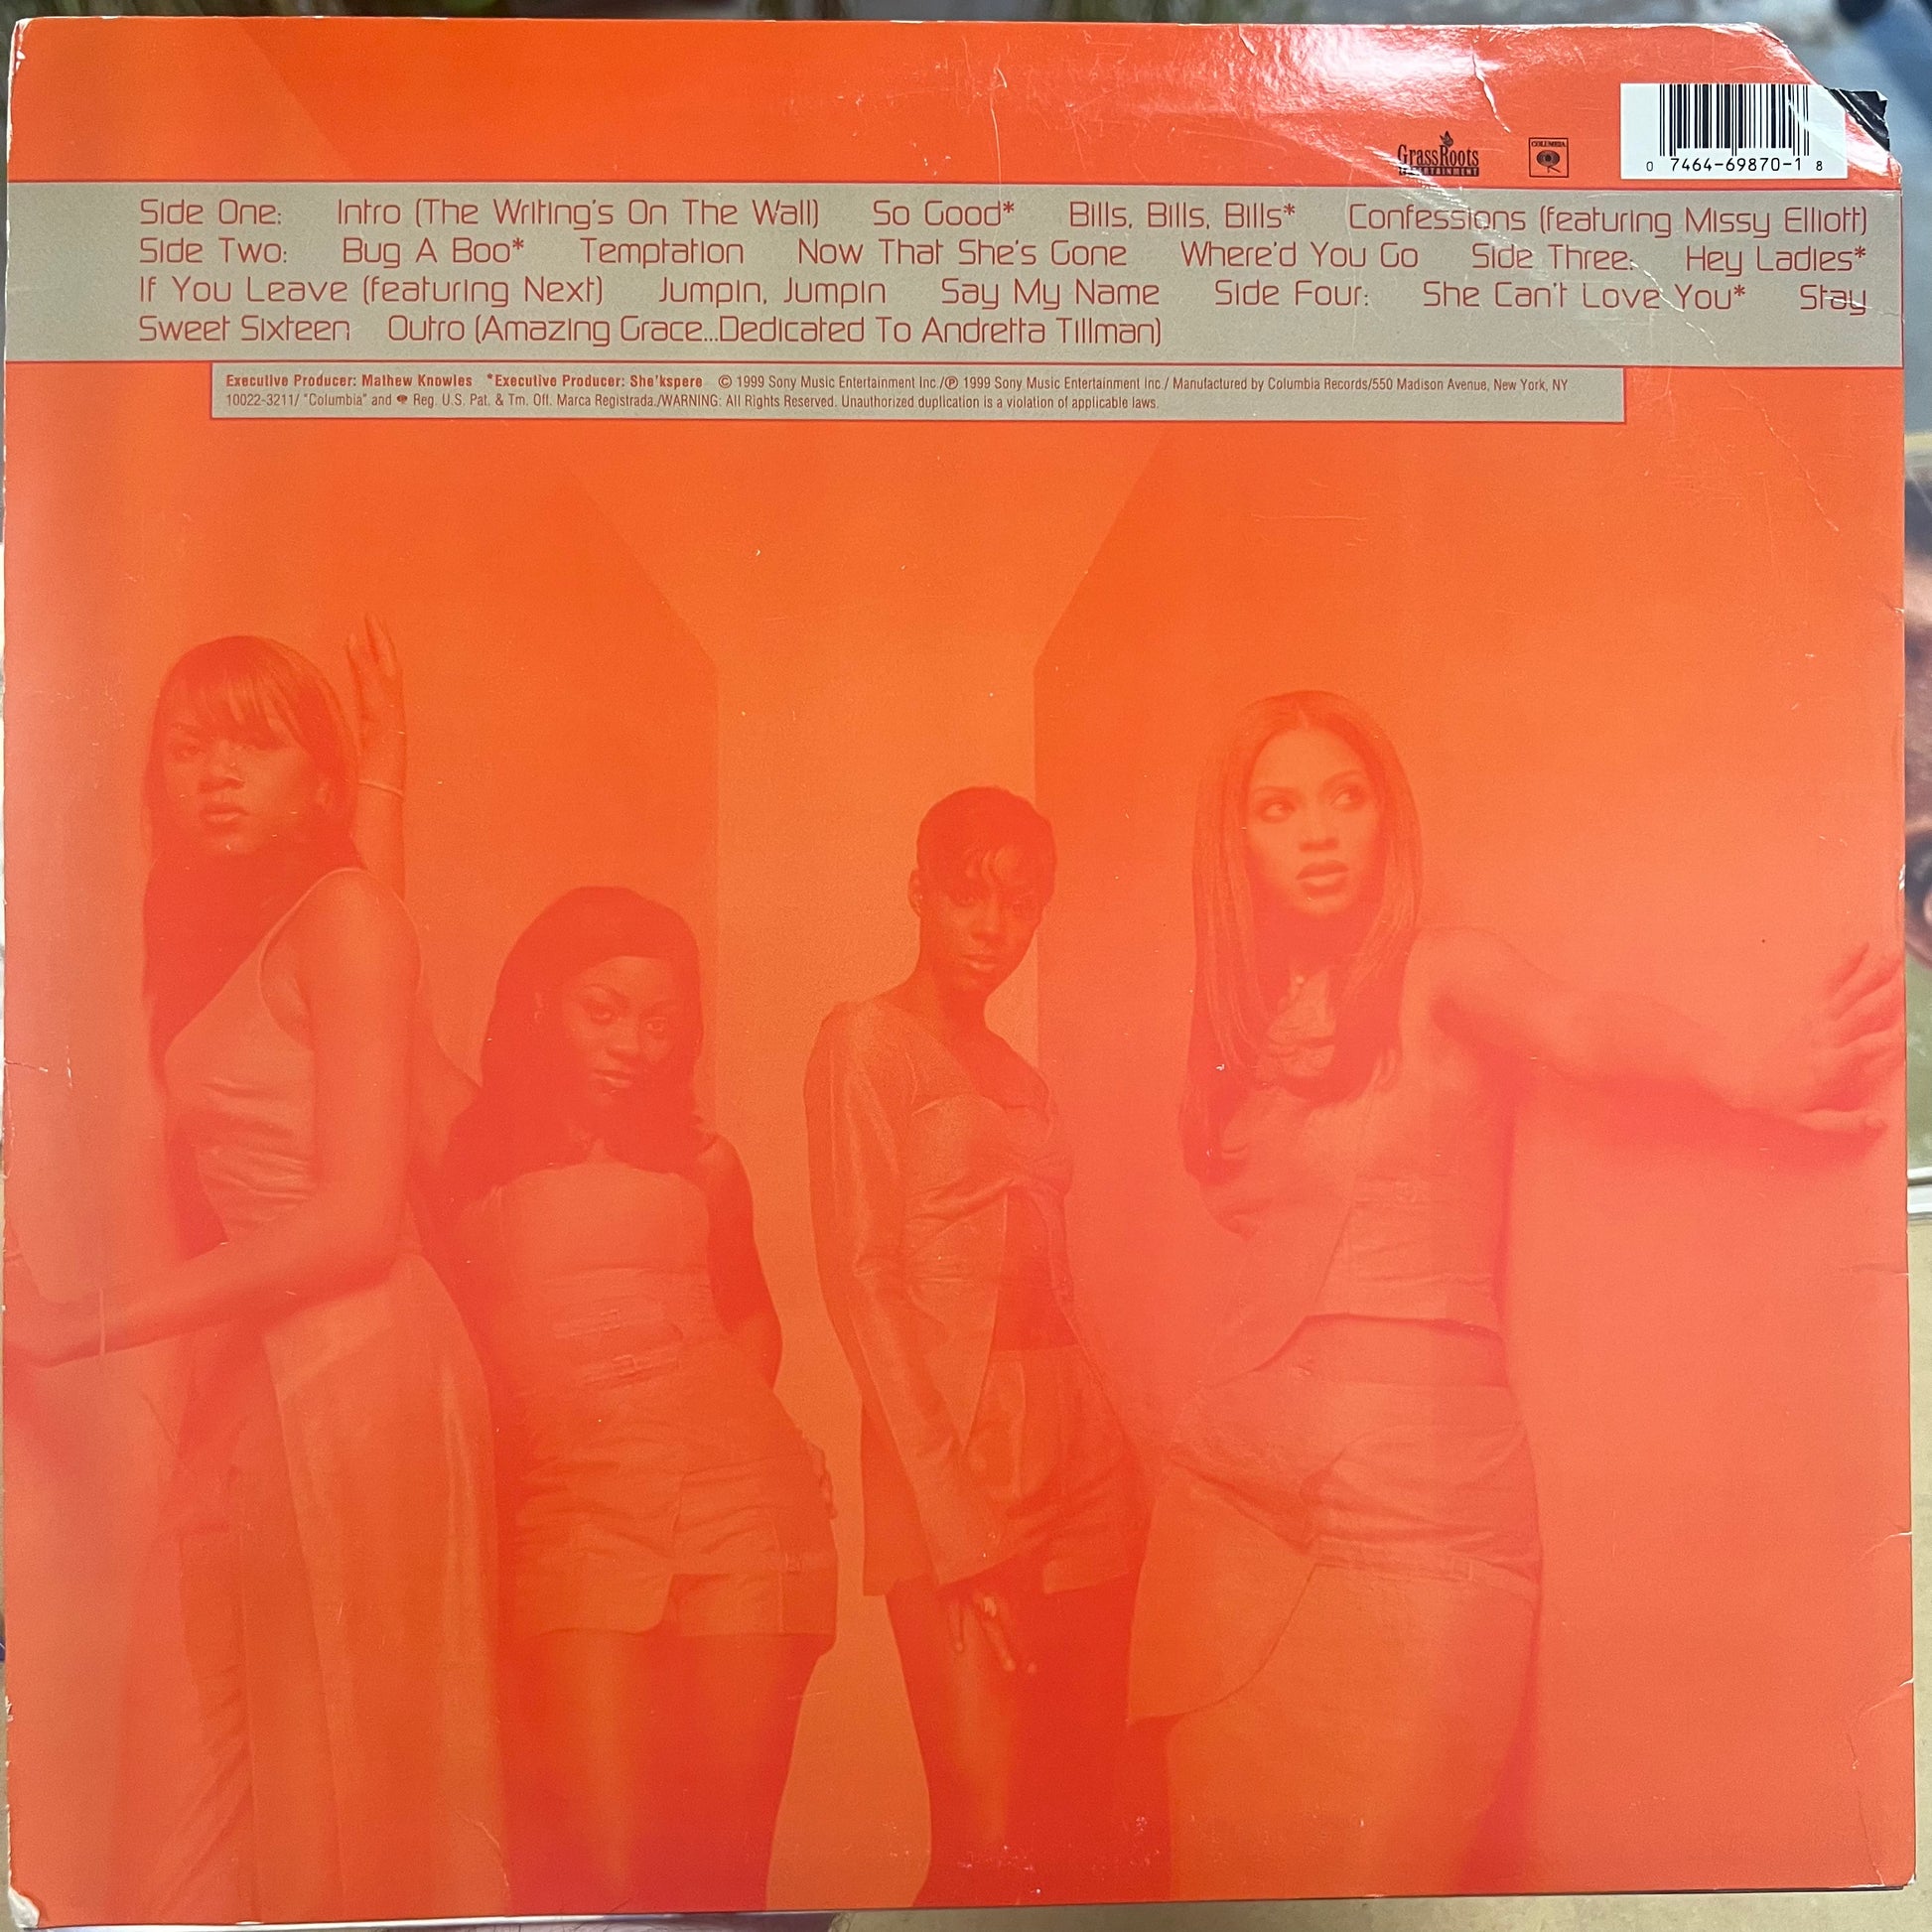 GrassRoots
ENTERTAINMENT
COLUMBIA
0 7464-69870-1 8
Side One: Intro (The Writing's On The Wall) So Good* Bills, Bills, Bills* Confessions (featuring Missy Elliott)
Side Two: Bug A Boo* Temptation Now That She's Gone Where'd You Go Side Three: Hey Ladies*
If You Leave (featuring Next) Jumpin, Jumpin Say My Name Side Four: She Can't Love You* Stay
Sweet Sixteen Outro (Amazing Grace...Dedicated To Andretta Tillman)
Executive Producer: Mathew Knowles *Executive Producer: She'kspere © 1999 Sony Music Entertainment Inc./℗ 1999 Sony Music Entertainment Inc./ Manufactured by Columbia Records/550 Madison Avenue, New York, NY
10022-3211/ "Columbia" and Reg. U.S. Pat. & Tm. Off. Marca Registrada./WARNING: All Rights Reserved. Unauthorized duplication is a violation of applicable laws.